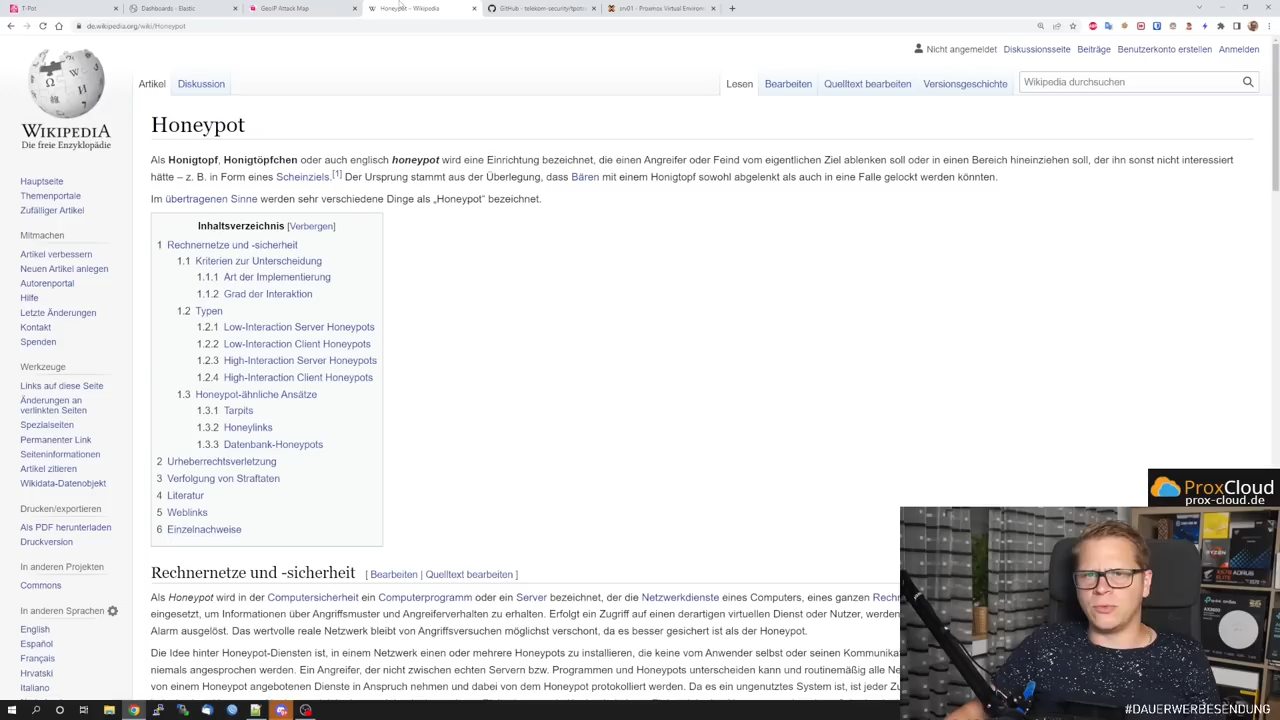 T-Pot
Dashboards - Elastic
GeoIP Attack Map
Honeypot – Wikipedia
GitHub - telekom-security/tpotce
srv01 - Proxmox Virtual Environ
de.wikipedia.org/wiki/Honeypot
Nicht angemeldet Diskussionsseite Beiträge Benutzerkonto erstellen Anmelden
Artikel Diskussion Lesen Bearbeiten Quelltext bearbeiten Versionsgeschichte Wikipedia durchsuchen
WIKIPEDIA
Die freie Enzyklopädie
Hauptseite
Themenportale
Zufälliger Artikel
Mitmachen
Artikel verbessern
Neuen Artikel anlegen
Autorenportal
Hilfe
Letzte Änderungen
Kontakt
Spenden
Werkzeuge
Links auf diese Seite
Änderungen an
verlinkten Seiten
Spezialseiten
Permanenter Link
Seiteninformationen
Artikel zitieren
Wikidata-Datenobjekt
Drucken/exportieren
Als PDF herunterladen
Druckversion
In anderen Projekten
Commons
In anderen Sprachen
English
Español
Français
Hrvatski
Italiano
Honeypot
Als Honigtopf, Honigtöpfchen oder auch englisch honeypot wird eine Einrichtung bezeichnet, die einen Angreifer oder Feind vom eigentlichen Ziel ablenken soll oder in einen Bereich hineinziehen soll, der ihn sonst nicht interessiert
hätte – z. B. in Form eines Scheinziels.[1] Der Ursprung stammt aus der Überlegung, dass Bären mit einem Honigtopf sowohl abgelenkt als auch in eine Falle gelockt werden könnten.
Im übertragenen Sinne werden sehr verschiedene Dinge als „Honeypot“ bezeichnet.
Inhaltsverzeichnis [Verbergen]
1 Rechnernetze und -sicherheit
1.1 Kriterien zur Unterscheidung
1.1.1 Art der Implementierung
1.1.2 Grad der Interaktion
1.2 Typen
1.2.1 Low-Interaction Server Honeypots
1.2.2 Low-Interaction Client Honeypots
1.2.3 High-Interaction Server Honeypots
1.2.4 High-Interaction Client Honeypots
1.3 Honeypot-ähnliche Ansätze
1.3.1 Tarpits
1.3.2 Honeylinks
1.3.3 Datenbank-Honeypots
2 Urheberrechtsverletzung
3 Verfolgung von Straftaten
4 Literatur
5 Weblinks
6 Einzelnachweise
Rechnernetze und -sicherheit [ Bearbeiten | Quelltext bearbeiten ]
Als Honeypot wird in der Computersicherheit ein Computerprogramm oder ein Server bezeichnet, der die Netzwerkdienste eines Computers, eines ganzen Rechn
eingesetzt, um Informationen über Angriffsmuster und Angreiferverhalten zu erhalten. Erfolgt ein Zugriff auf einen derartigen virtuellen Dienst oder Nutzer, werden
Alarm ausgelöst. Das wertvolle reale Netzwerk bleibt von Angriffsversuchen möglichst verschont, da es besser gesichert ist als der Honeypot.
Die Idee hinter Honeypot-Diensten ist, in einem Netzwerk einen oder mehrere Honeypots zu installieren, die keine vom Anwender selbst oder seinen Kommunika
niemals angesprochen werden. Ein Angreifer, der nicht zwischen echten Servern bzw. Programmen und Honeypots unterscheiden kann und routinemäßig alle Ne
von einem Honeypot angebotenen Dienste in Anspruch nehmen und dabei von dem Honeypot protokolliert werden. Da es ein ungenutztes System ist, ist jeder Zu
ProxCloud
prox-cloud.de
RYZEN
AORUS
#DAUERWERBESENDUNG